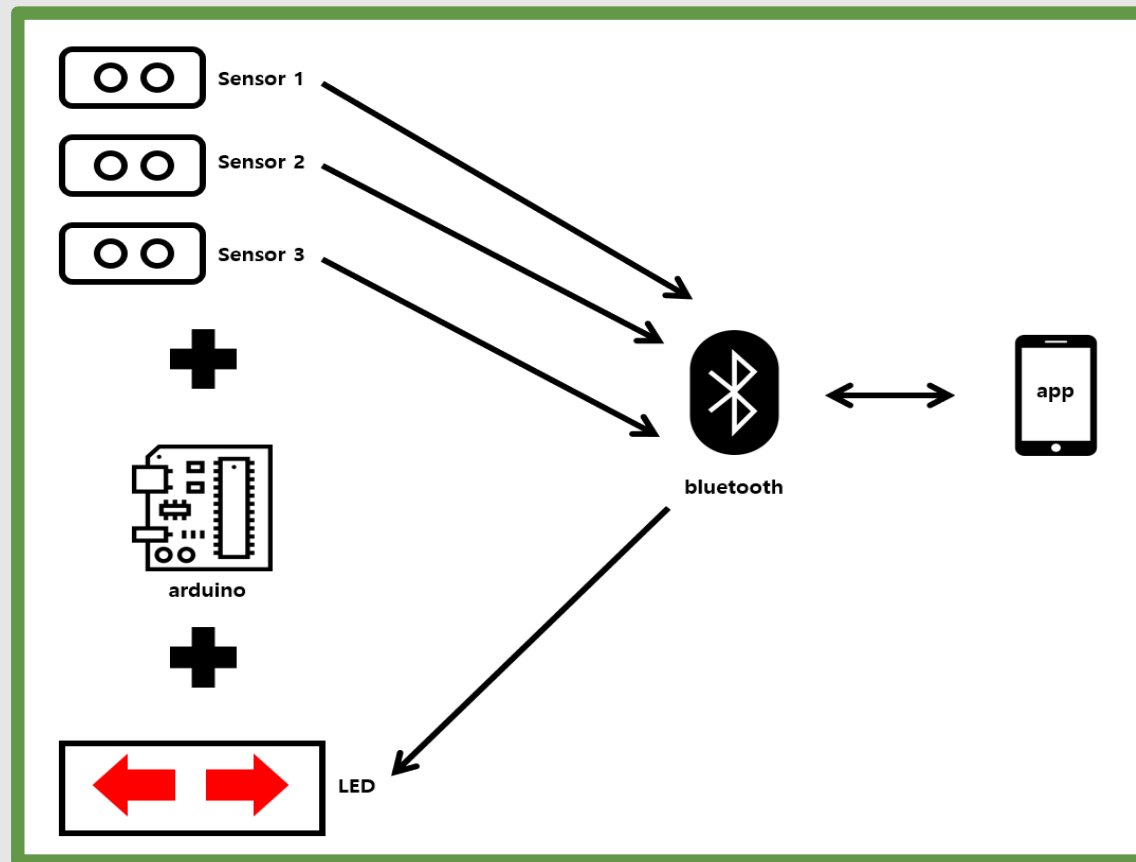 Sensor 1
Sensor 2
Sensor 3
app
bluetooth
arduino
LED